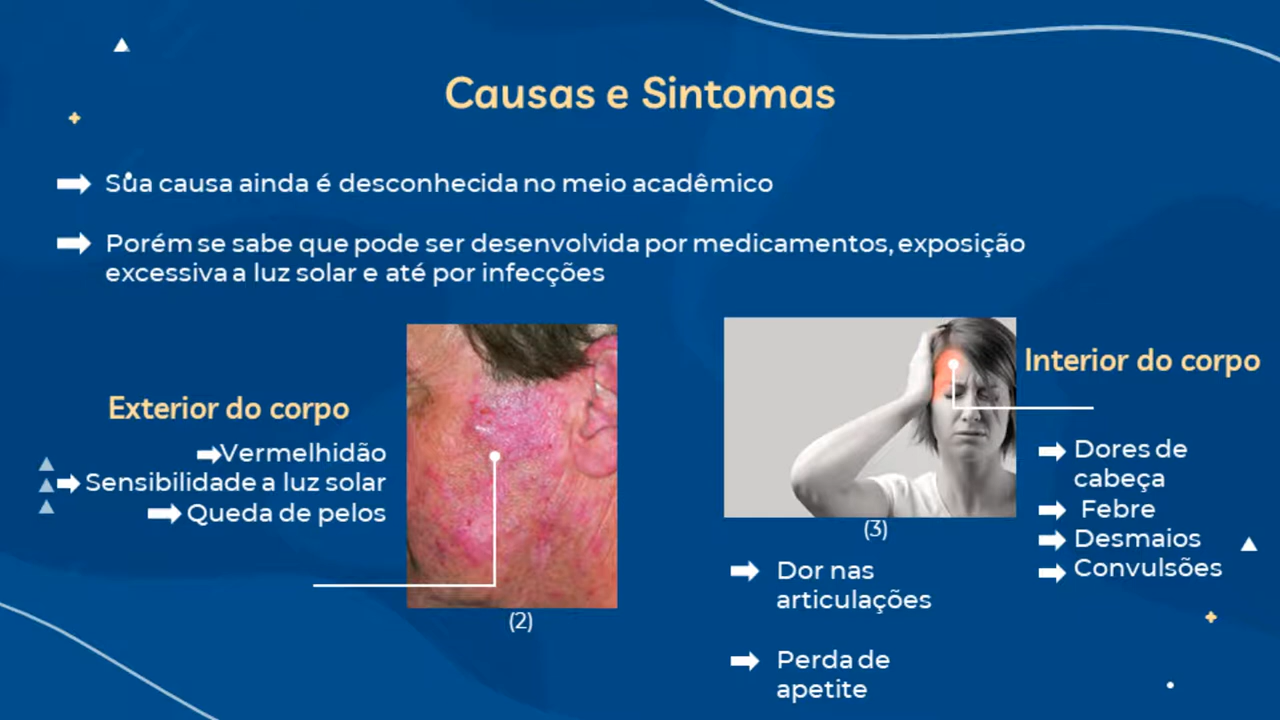 Causas e Sintomas
Sua causa ainda é desconhecida no meio acadêmico
Porém se sabe que pode ser desenvolvida por medicamentos, exposição
excessiva a luz solar e até por infecções
Exterior do corpo
Vermelhidão
Sensibilidade a luz solar
Queda de pelos
(2)
Interior do corpo
Dores de
cabeça
Febre
Desmaios
Convulsões
(3)
Dor nas
articulações
Perda de
apetite